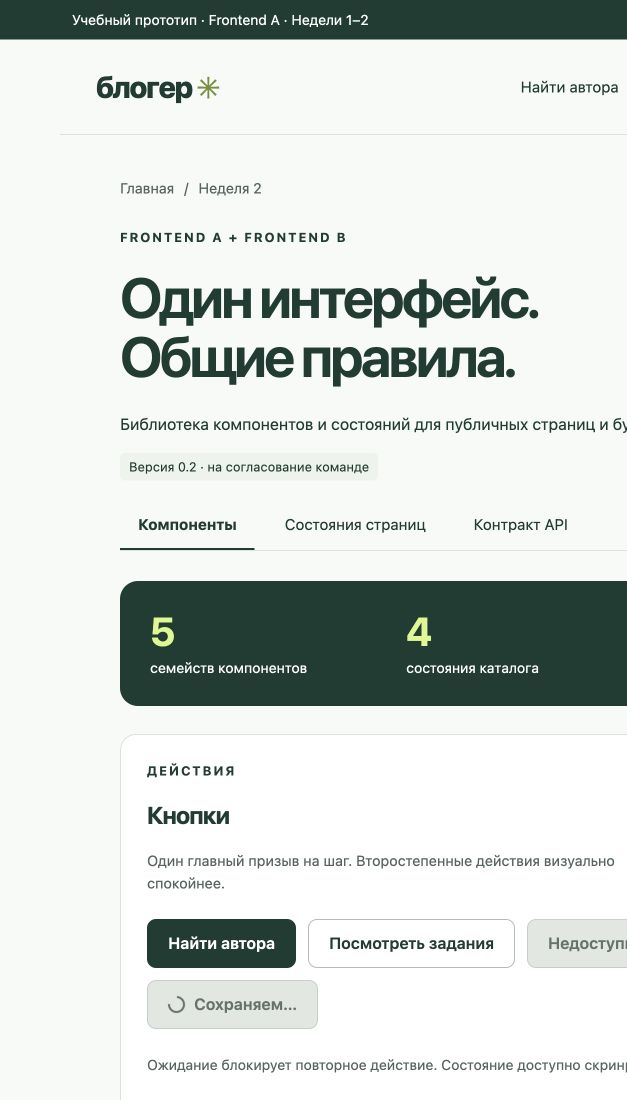 Учебный прототип · Frontend A · Недели 1–2
блогер
Найти автора
Главная / Неделя 2
FRONTEND A + FRONTEND B
Один интерфейс.
Общие правила.
Библиотека компонентов и состояний для публичных страниц и
Версия 0.2 · на согласование команде
Компоненты Состояния страниц Контракт API
5 4
семейств компонентов состояния каталога
ДЕЙСТВИЯ
Кнопки
Один главный призыв на шаг. Второстепенные действия визуально
спокойнее.
Найти автора Посмотреть задания
Сохраняем...
Ожидание блокирует повторное действие. Состояние доступно